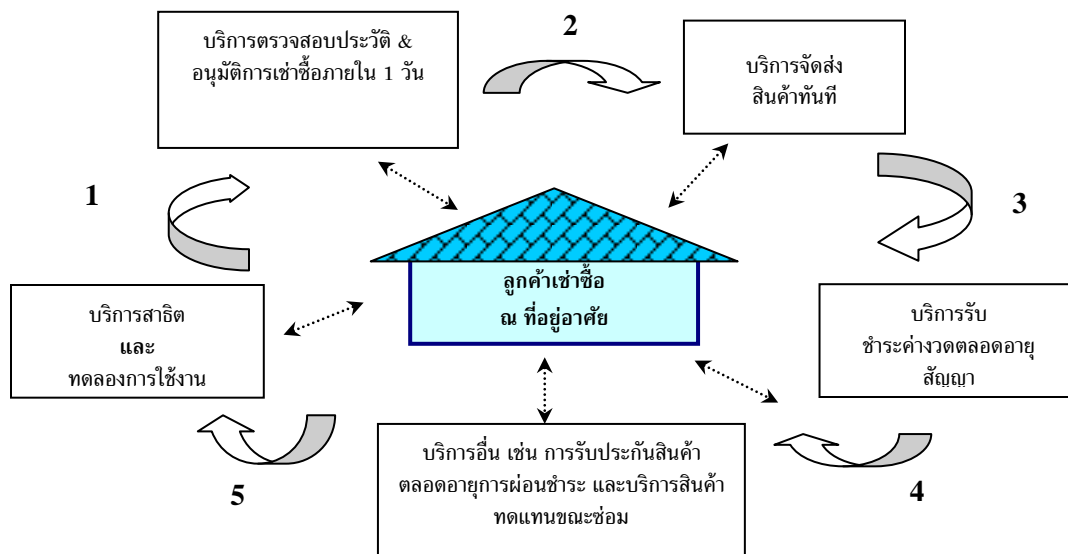 บริการตรวจสอบประวัติ &
อนุมัติการเช่าซื้อภายใน 1 วัน
2
บริการจัดส่ง
สินค้าทันที
1
3
ลูกค้าเช่าซื้อ
ณ ที่อยู่อาศัย
บริการสาธิต
และ
ทดลองการใช้งาน
บริการรับ
ชำระค่างวดตลอดอายุ
สัญญา
บริการอื่น เช่น การรับประกันสินค้า
ตลอดอายุการผ่อนชำระ และบริการสินค้า
ทดแทนขณะซ่อม
5
4